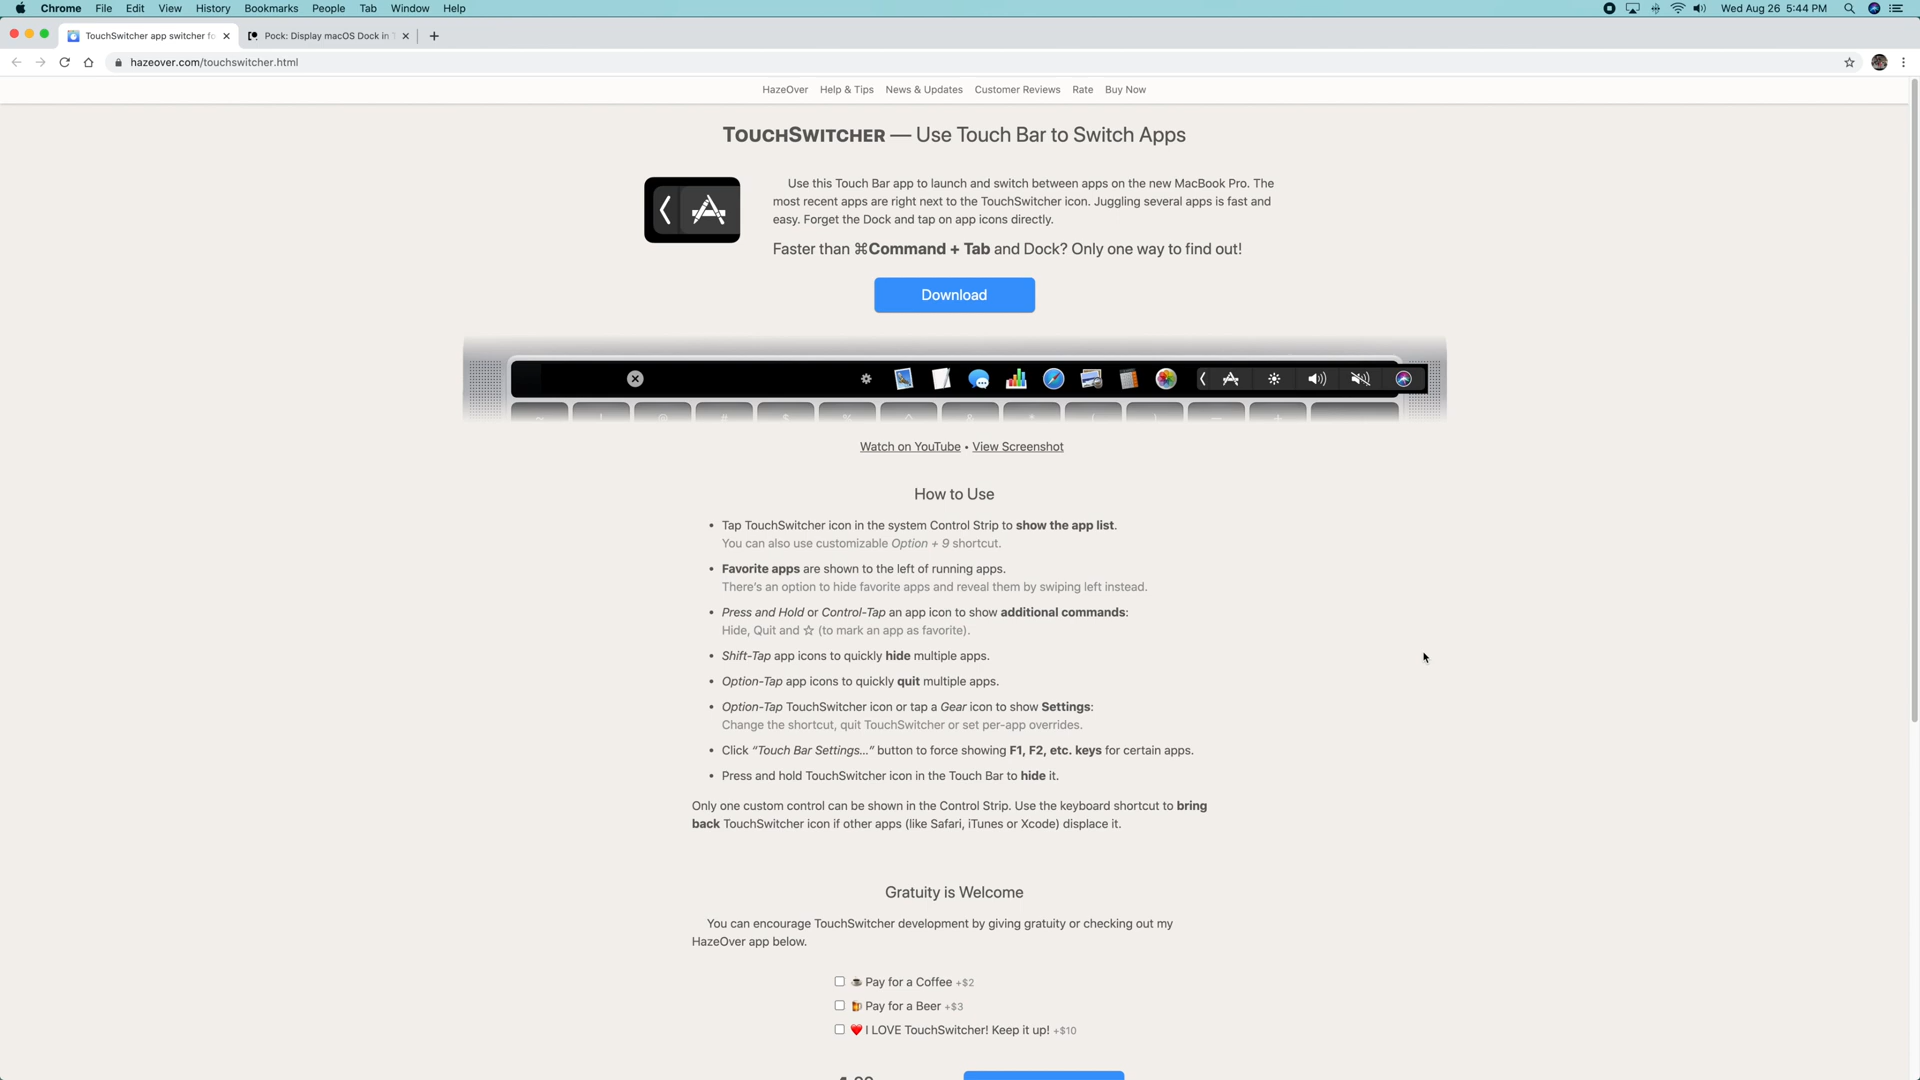 Chrome File Edit View History Bookmarks People Tab Window Help Wed Aug 26 5:44 PM
TouchSwitcher app switcher fo Pock: Display macOS Dock in
hazeover.com/touchswitcher.html
HazeOver Help & Tips News & Updates Customer Reviews Rate Buy Now
TouchSwitcher — Use Touch Bar to Switch Apps
Use this Touch Bar app to launch and switch between apps on the new MacBook Pro. The
most recent apps are right next to the TouchSwitcher icon. Juggling several apps is fast and
easy. Forget the Dock and tap on app icons directly.
Faster than ⌘Command + Tab and Dock? Only one way to find out!
Download
Watch on YouTube • View Screenshot
How to Use
• Tap TouchSwitcher icon in the system Control Strip to show the app list.
You can also use customizable Option + 9 shortcut.
• Favorite apps are shown to the left of running apps.
There's an option to hide favorite apps and reveal them by swiping left instead.
• Press and Hold or Control-Tap an app icon to show additional commands:
Hide, Quit and ☆ (to mark an app as favorite).
• Shift-Tap app icons to quickly hide multiple apps.
• Option-Tap app icons to quickly quit multiple apps.
• Option-Tap TouchSwitcher icon or tap a Gear icon to show Settings:
Change the shortcut, quit TouchSwitcher or set per-app overrides.
• Click “Touch Bar Settings...” button to force showing F1, F2, etc. keys for certain apps.
• Press and hold TouchSwitcher icon in the Touch Bar to hide it.
Only one custom control can be shown in the Control Strip. Use the keyboard shortcut to bring
back TouchSwitcher icon if other apps (like Safari, iTunes or Xcode) displace it.
Gratuity is Welcome
You can encourage TouchSwitcher development by giving gratuity or checking out my
HazeOver app below.
☕ Pay for a Coffee +$2
🍺 Pay for a Beer +$3
❤️ I LOVE TouchSwitcher! Keep it up! +$10